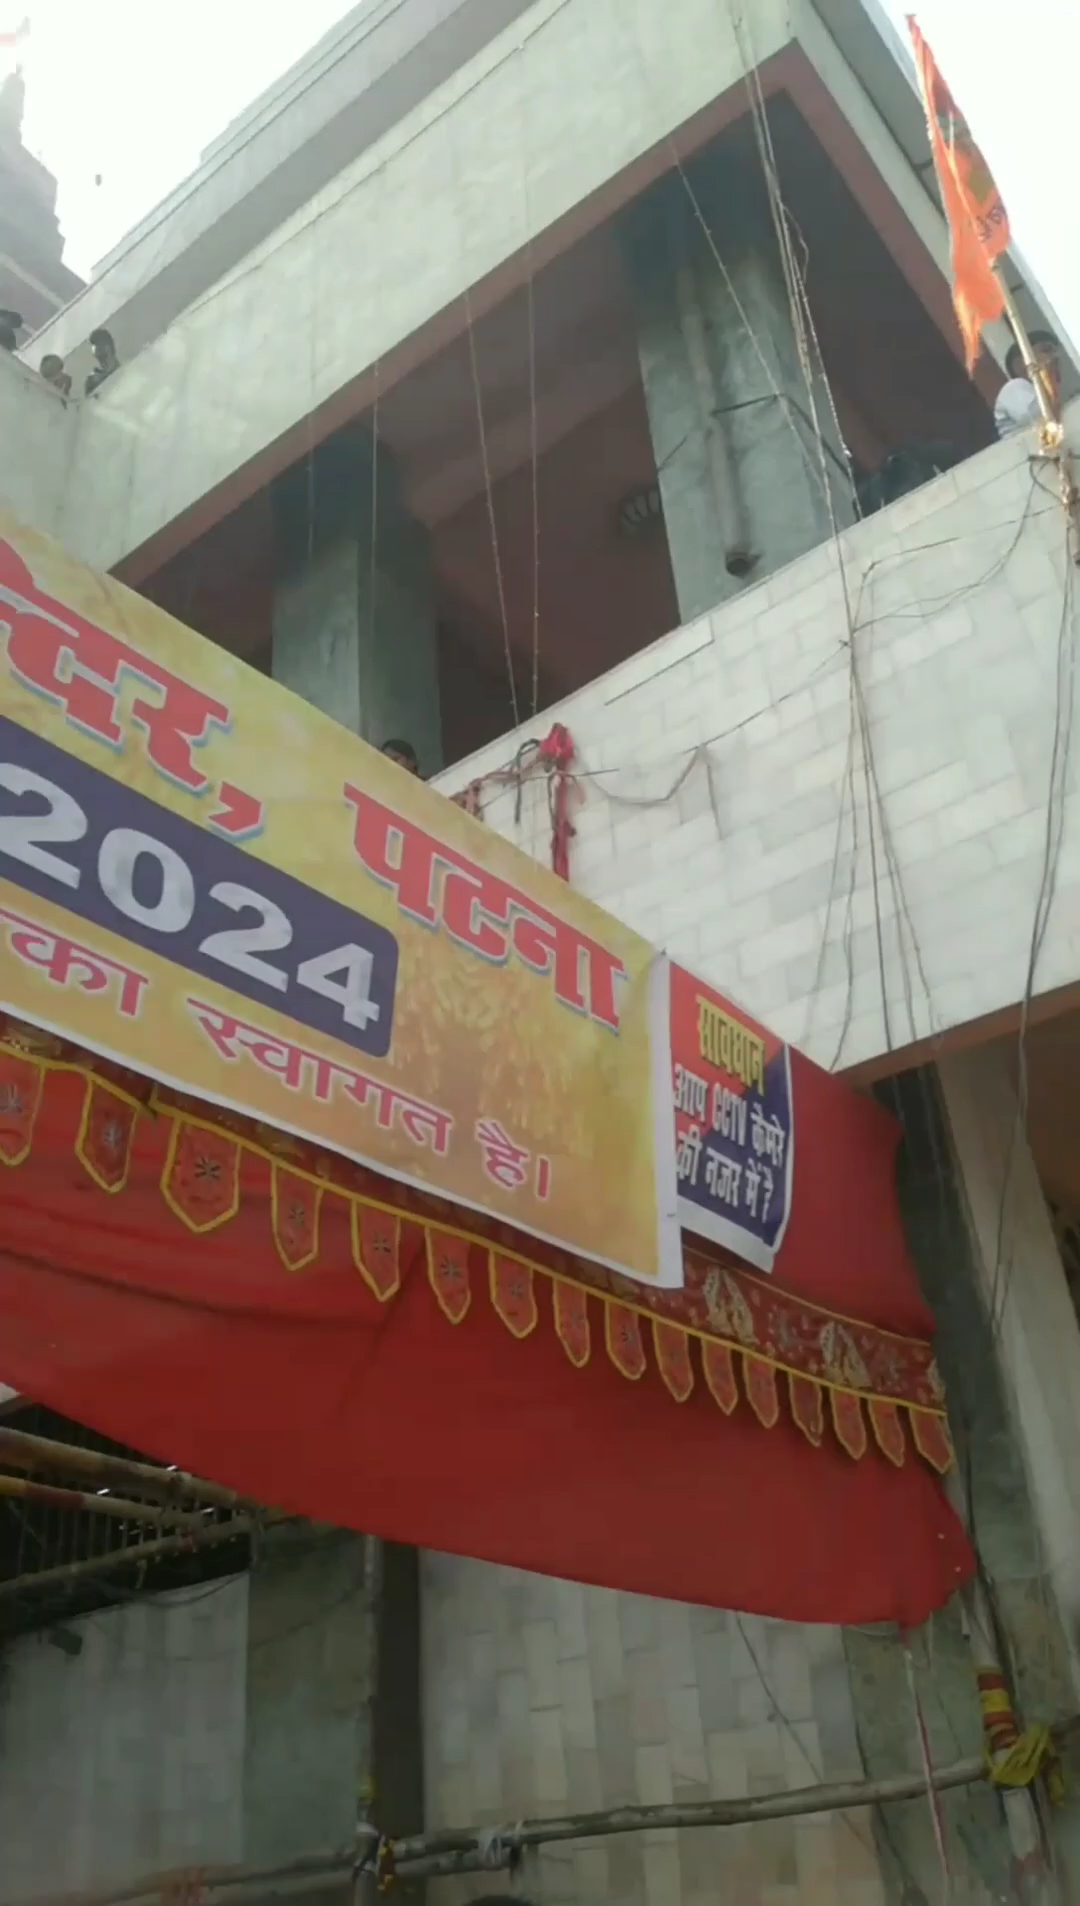 पटना
2024
स्वागत है।
सावधान
आप CCTV कैमरे
की नजर में है